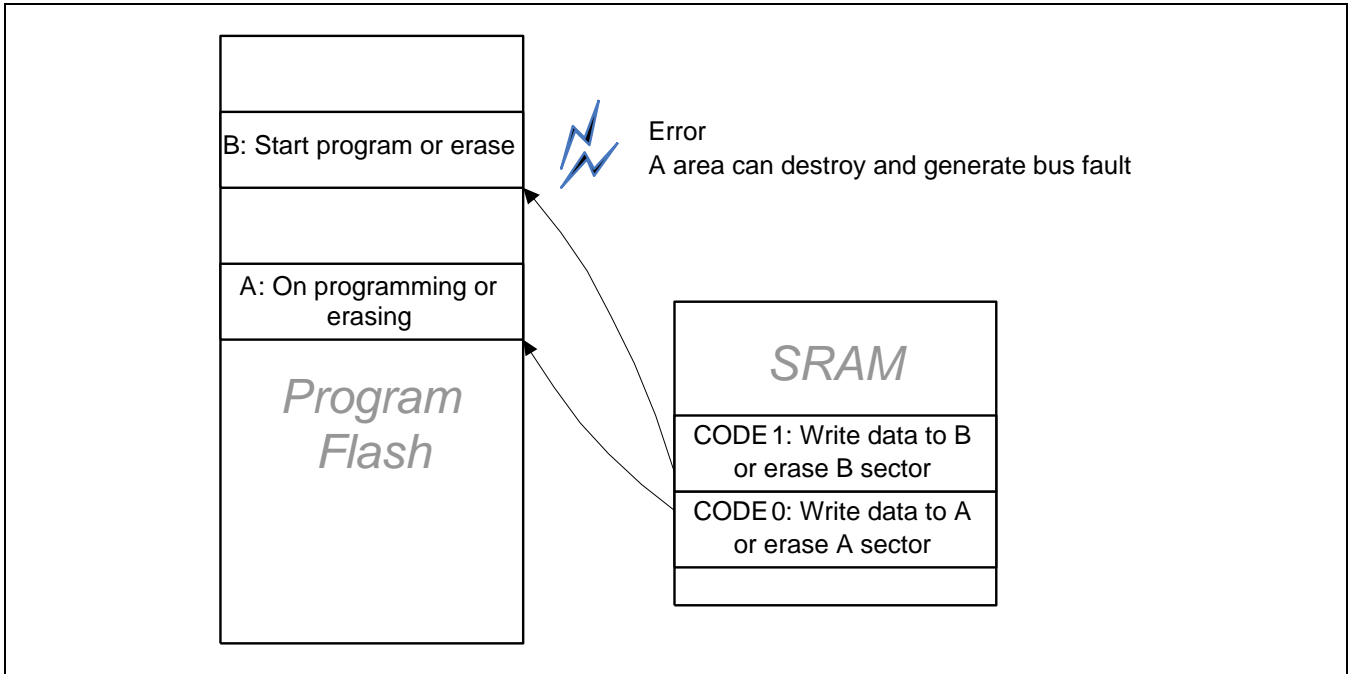 B: Start program or erase
Error
A area can destroy and generate bus fault
A: On programming or
erasing
Program
Flash
SRAM
CODE 1: Write data to B
or erase B sector
CODE 0: Write data to A
or erase A sector